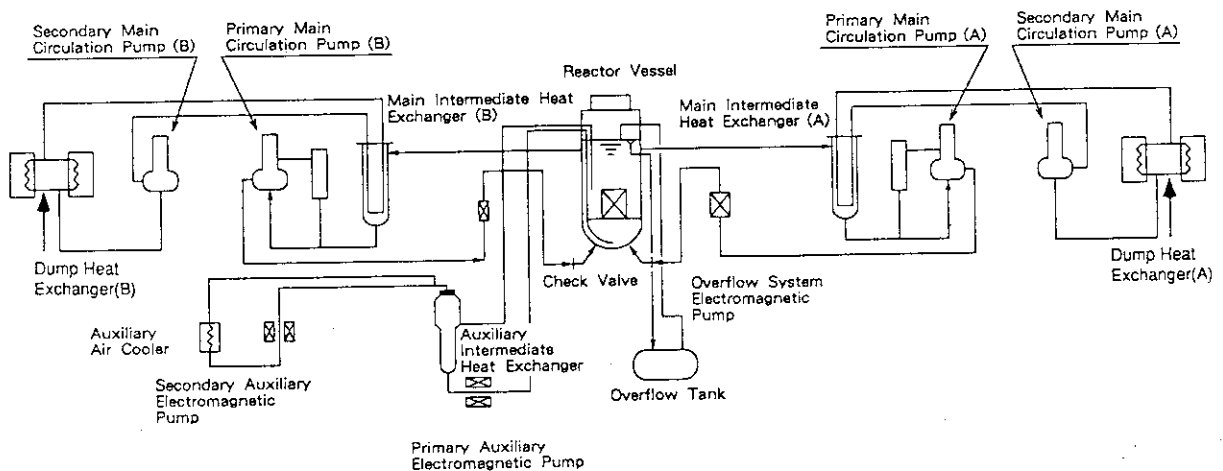 Secondary Main
Circulation Pump (B)
Primary Main
Circulation Pump (B)
Reactor Vessel
Primary Main
Circulation Pump (A)
Secondary Main
Circulation Pump (A)
Main Intermediate Heat
Exchanger (B)
Main Intermediate
Heat Exchanger (A)
Dump Heat
Exchanger(B)
Check Valve
Overflow System
Electromagnetic
Pump
Dump Heat
Exchanger(A)
Auxiliary
Air Cooler
Auxiliary
Intermediate
Heat Exchanger
Secondary Auxiliary
Electromagnetic
Pump
Overflow Tank
Primary Auxiliary
Electromagnetic Pump